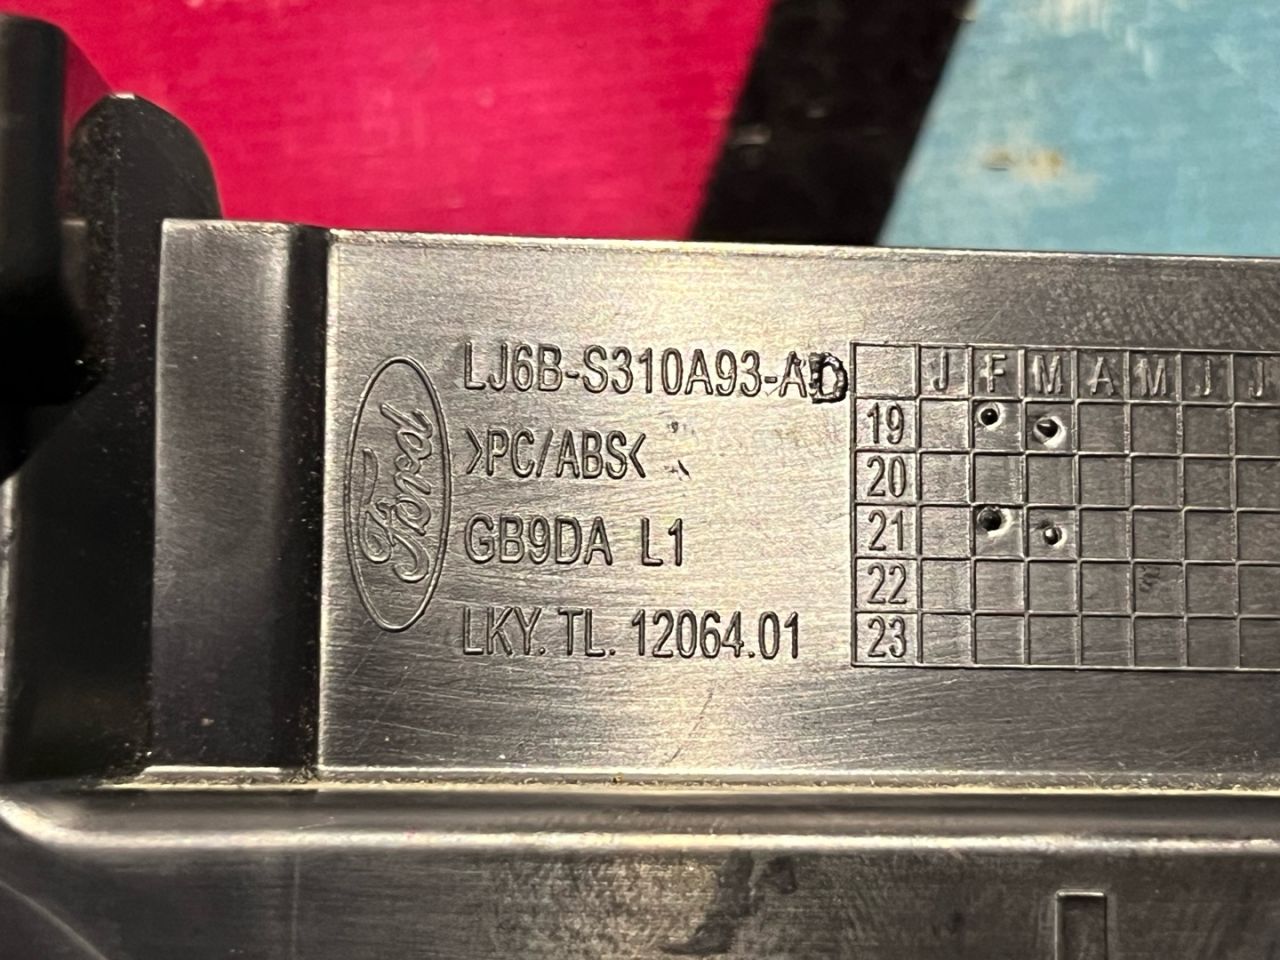 Ford
LJ6B-S310A93-AD
>PC/ABS<
GB9DA L1
LKY. TL. 12064.01
J F M A M J J
19
20
21
22
23